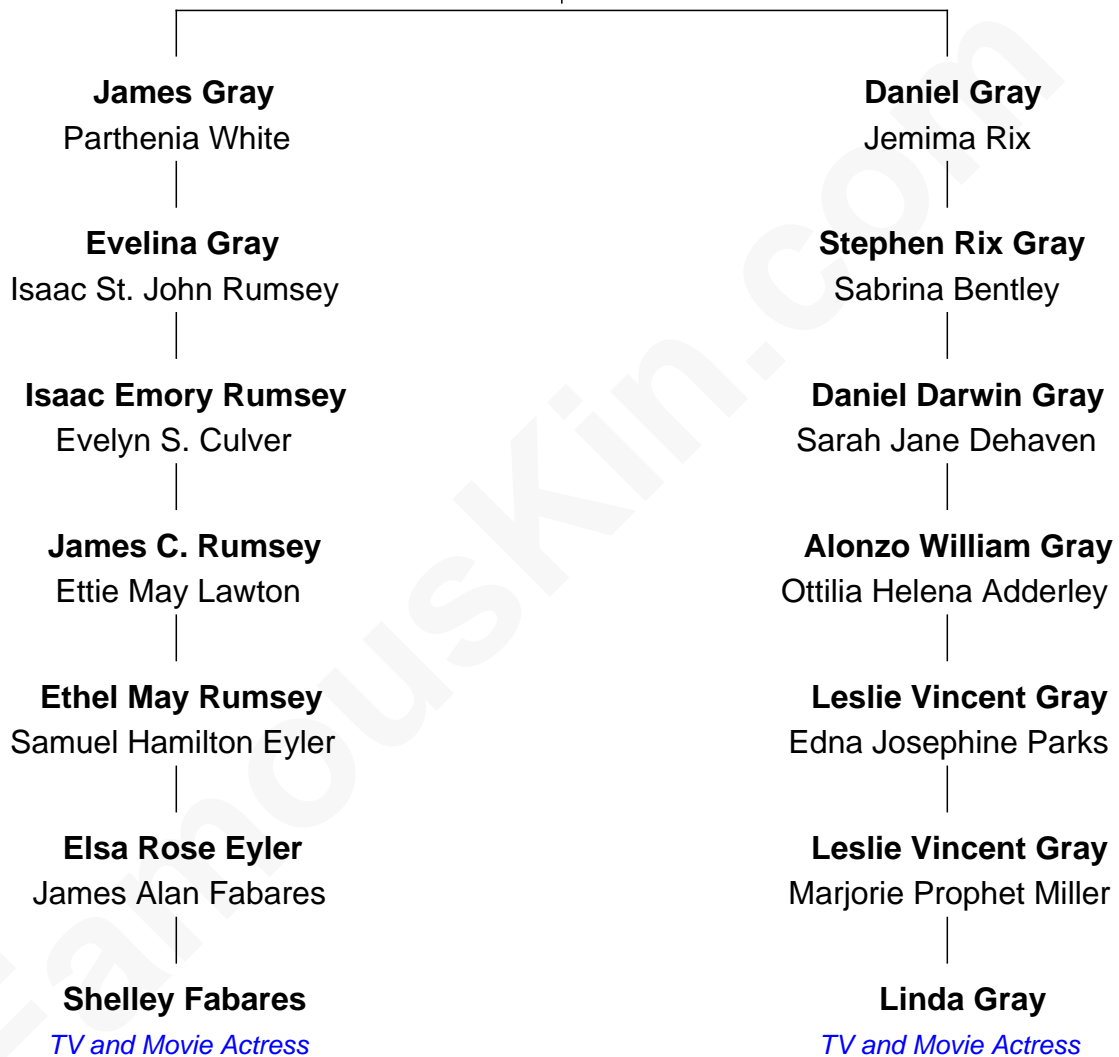 James Gray
Parthenia White
Evelina Gray
Isaac St. John Rumsey
Isaac Emory Rumsey
Evelyn S. Culver
James C. Rumsey
Ettie May Lawton
Ethel May Rumsey
Samuel Hamilton Eyler
Elsa Rose Eyler
James Alan Fabares
Shelley Fabares
TV and Movie Actress
Daniel Gray
Jemima Rix
Stephen Rix Gray
Sabrina Bentley
Daniel Darwin Gray
Sarah Jane Dehaven
Alonzo William Gray
Ottilia Helena Adderley
Leslie Vincent Gray
Edna Josephine Parks
Leslie Vincent Gray
Marjorie Prophet Miller
Linda Gray
TV and Movie Actress
FamousKin.com